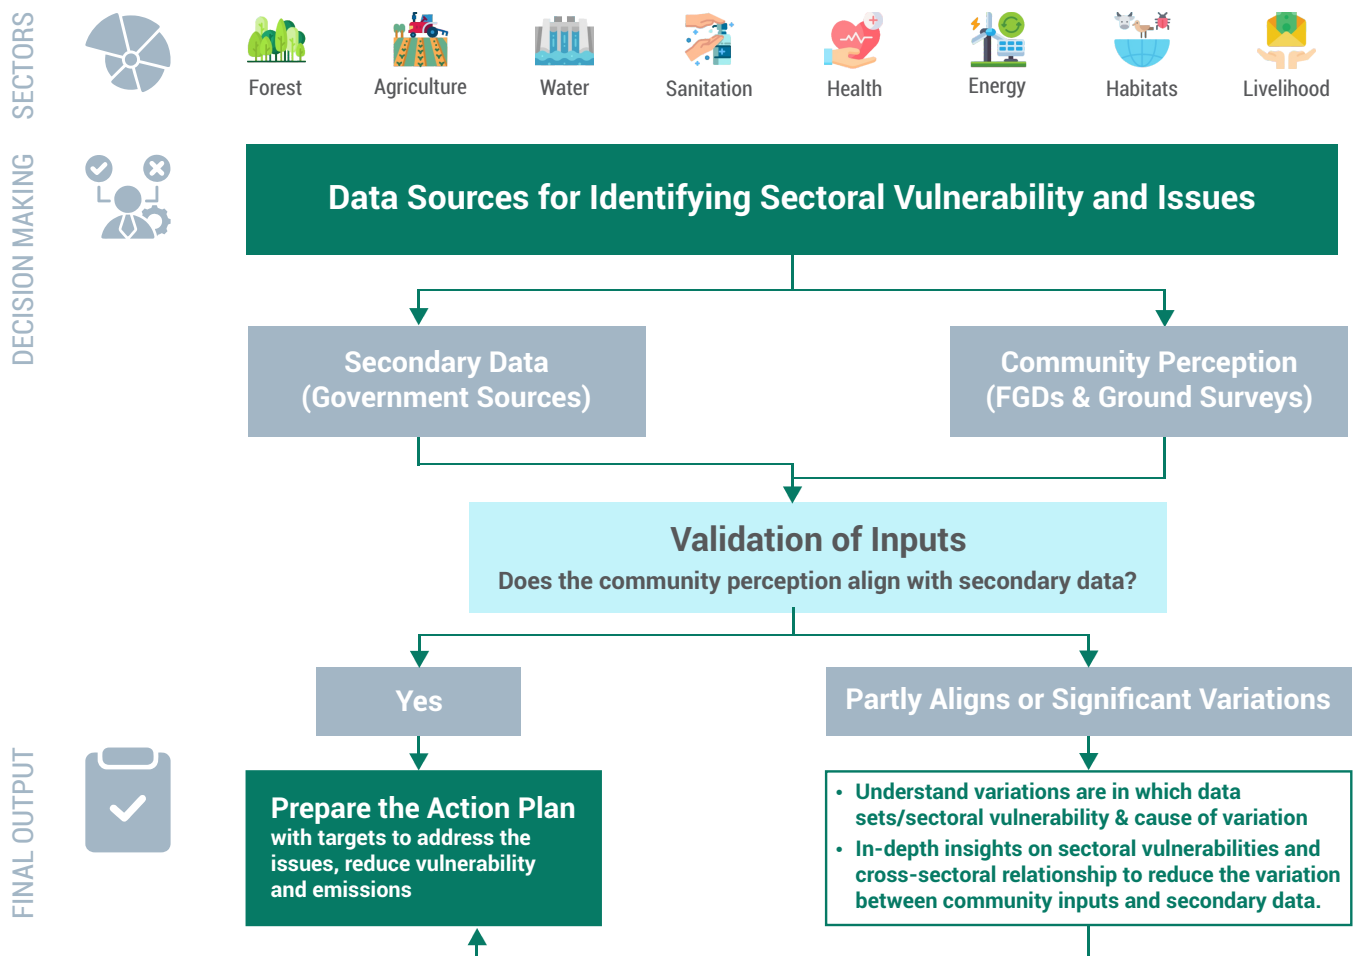 SECTORS
Forest
Agriculture
Water
Sanitation
Health
Energy
Habitats
Livelihood
DECISION MAKING
Data Sources for Identifying Sectoral Vulnerability and Issues
Secondary Data
(Government Sources)
Community Perception
(FGDs & Ground Surveys)
Validation of Inputs
Does the community perception align with secondary data?
Yes
Partly Aligns or Significant Variations
FINAL OUTPUT
Prepare the Action Plan
with targets to address the
issues, reduce vulnerability
and emissions
• Understand variations are in which data
sets/sectoral vulnerability & cause of variation
• In-depth insights on sectoral vulnerabilities and
cross-sectoral relationship to reduce the variation
between community inputs and secondary data.